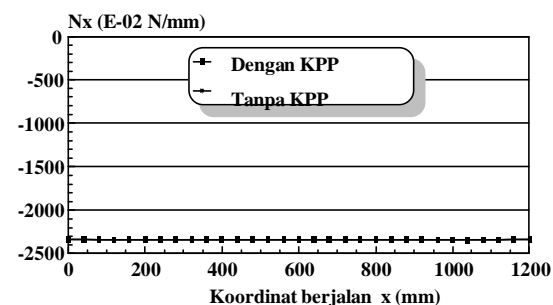 Nx (E-02 N/mm)
0
Dengan KPP
-500
Tanpa KPP
-1000
-1500
-2000
-2500
0 200 400 600 800 1000 1200
Koordinat berjalan x (mm)